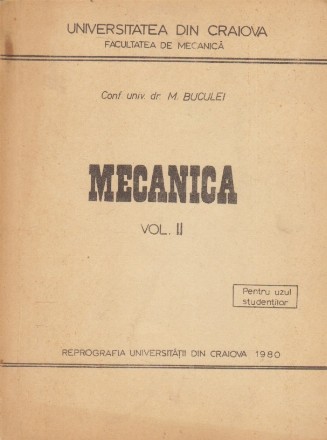 UNIVERSITATEA DIN CRAIOVA
FACULTATEA DE MECANICĂ
Conf. univ. dr. M. BUCULEI
MECANICA
VOL. II
Pentru uzul
studenților
REPROGRAFIA UNIVERSITĂȚII DIN CRAIOVA 1980